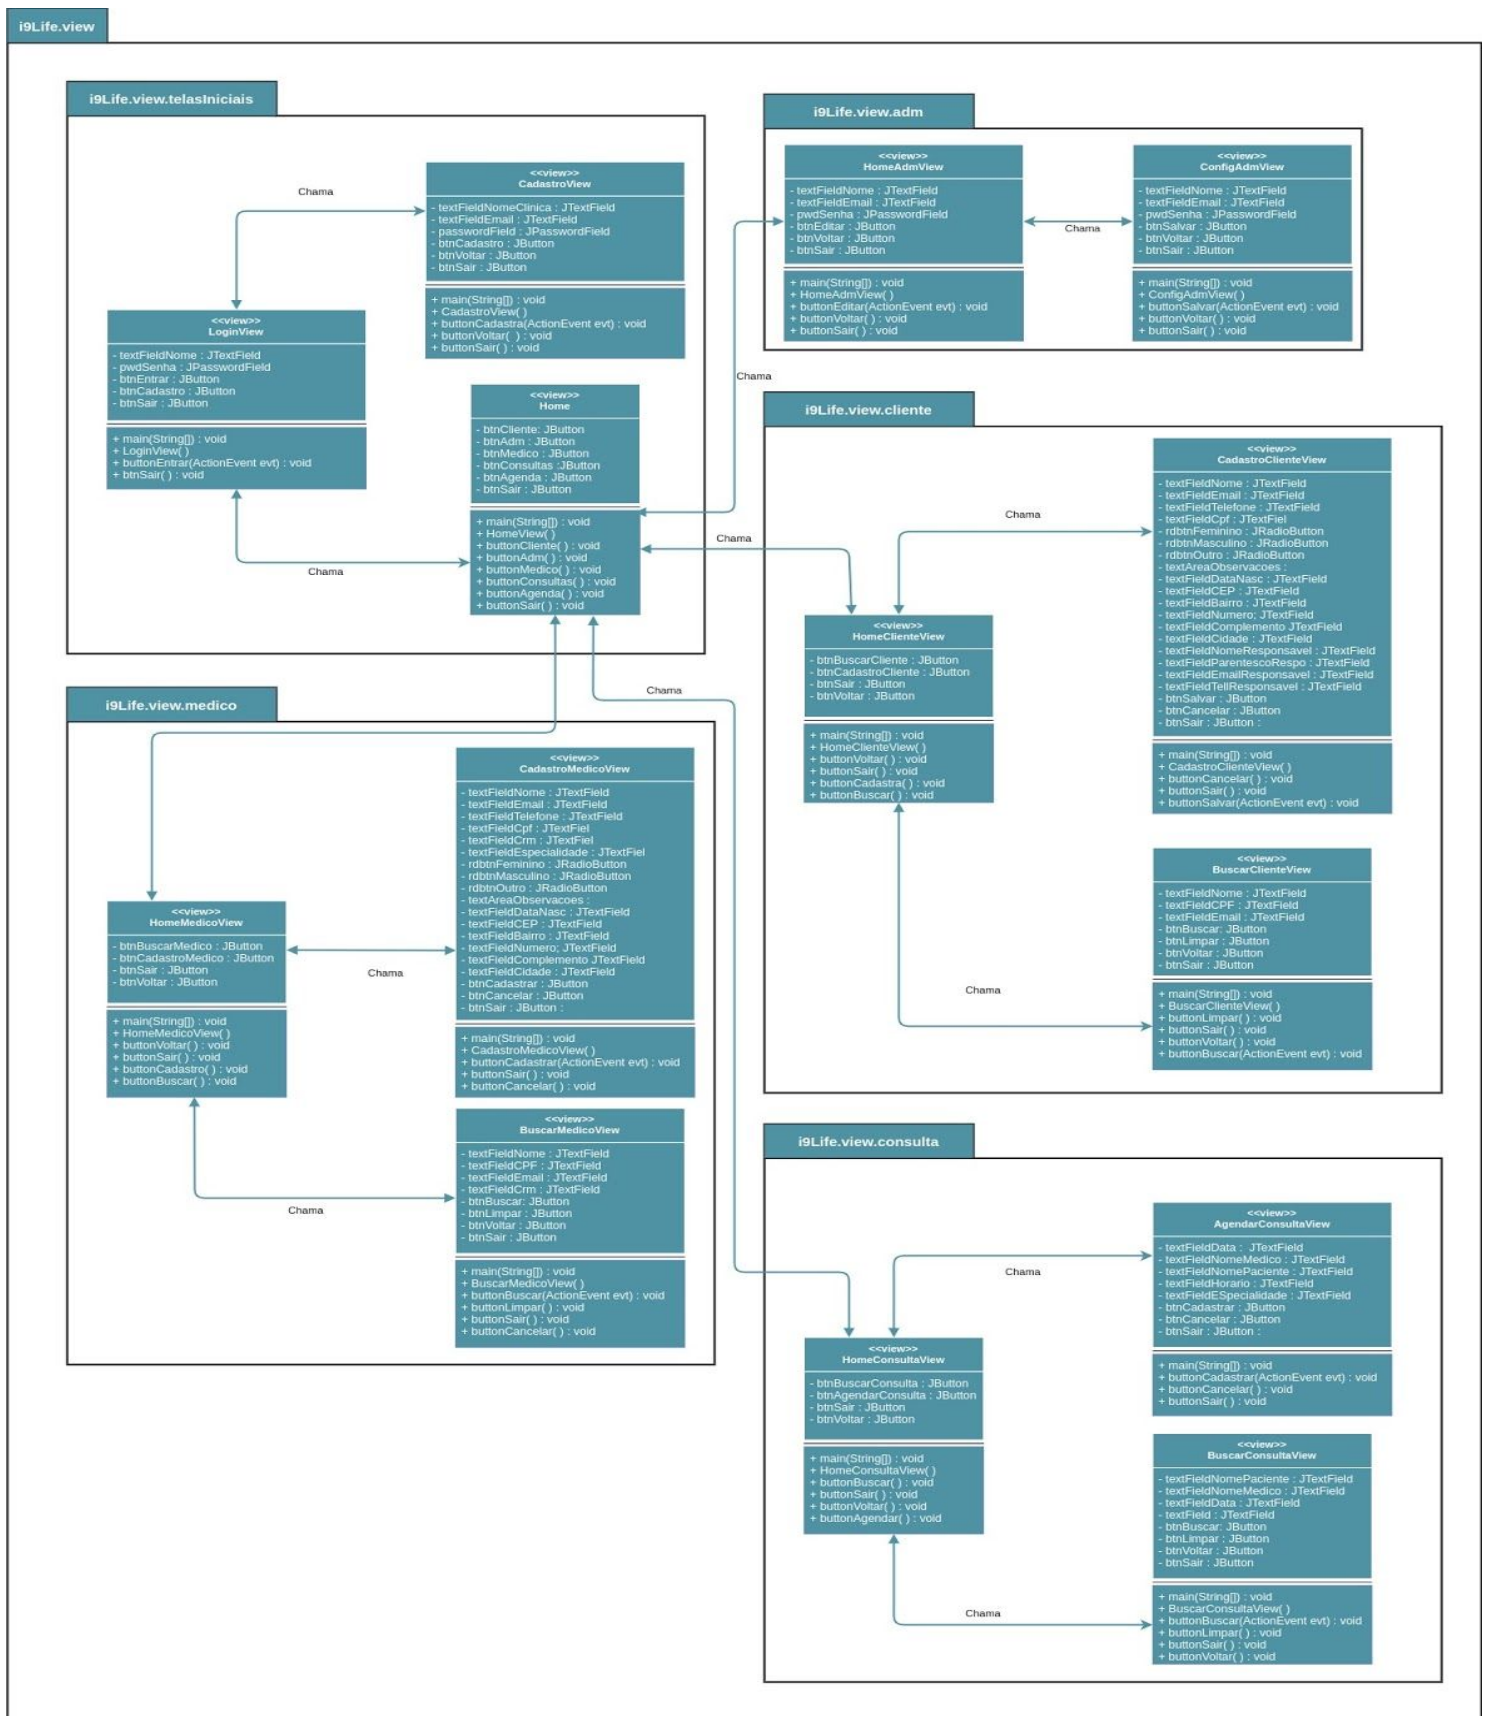 i9Life.view
i9Life.view.telasIniciais
Chama
<<view>>
CadastroView
- textFieldNomeClinica : JTextField
- textFieldEmail : JTextField
- passwordField : JPasswordField
- btnCadastro : JButton
- btnVoltar : JButton
- btnSair : JButton
+ main(String[]) : void
+ CadastroView( )
+ buttonCadastra(ActionEvent evt) : void
+ buttonVoltar(  ) : void
+ buttonSair( ) : void
<<view>>
LoginView
- textFieldNome : JTextField
- pwdSenha : JPasswordField
- btnEntrar : JButton
- btnCadastro : JButton
- btnSair : JButton
+ main(String[]) : void
+ LoginView( )
+ buttonEntrar(ActionEvent evt) : void
+ btnSair( ) : void
Chama
<<view>>
Home
- btnCliente: JButton
- btnAdm : JButton
- btnMedico : JButton
- btnConsultas :JButton
- btnAgenda : JButton
- btnSair : JButton
+ main(String[]) : void
+ HomeView( )
+ buttonCliente( ) : void
+ buttonAdm( ) : void
+ buttonMedico( ) : void
+ buttonConsultas( ) : void
+ buttonAgenda( ) : void
+ buttonSair( ) : void
i9Life.view.adm
<<view>>
HomeAdmView
- textFieldNome : JTextField
- textFieldEmail : JTextField
- pwdSenha : JPasswordField
- btnEditar : JButton
- btnVoltar : JButton
- btnSair : JButton
+ main(String[]) : void
+ HomeAdmView( )
+ buttonEditar(ActionEvent evt) : void
+ buttonVoltar( ) : void
+ buttonSair( ) : void
Chama
<<view>>
ConfigAdmView
- textFieldNome : JTextField
- textFieldEmail : JTextField
- pwdSenha : JPasswordField
- btnSalvar : JButton
- btnVoltar : JButton
- btnSair : JButton
+ main(String[]) : void
+ ConfigAdmView( )
+ buttonSalvar(ActionEvent evt) : void
+ buttonVoltar( ) : void
+ buttonSair( ) : void
Chama
Chama
Chama
i9Life.view.cliente
Chama
<<view>>
CadastroClienteView
- textFieldNome : JTextField
- textFieldEmail : JTextField
- textFieldTelefone : JTextField
- textFieldCpf : JTextFiel
- rdbtnFeminino : JRadioButton
- rdbtnMasculino : JRadioButton
- rdbtnOutro : JRadioButton
- textAreaObservacoes :
- textFieldDataNasc : JTextField
- textFieldCEP : JTextField
- textFieldBairro : JTextField
- textFieldNumero; JTextField
- textFieldComplemento JTextField
- textFieldCidade : JTextField
- textFieldNomeResponsavel : JTextField
- textFieldParentescoRespo : JTextField
- textFieldEmailResponsavel : JTextField
- textFieldTellResponsavel : JTextField
- btnSalvar : JButton
- btnCancelar : JButton
- btnSair : JButton :
+ main(String[]) : void
+ CadastroClienteView( )
+ buttonCancelar( ) : void
+ buttonSair( ) : void
+ buttonSalvar(ActionEvent evt) : void
<<view>>
HomeClienteView
- btnBuscarCliente : JButton
- btnCadastroCliente : JButton
- btnSair : JButton
- btnVoltar : JButton
+ main(String[]) : void
+ HomeClienteView( )
+ buttonVoltar( ) : void
+ buttonSair( ) : void
+ buttonCadastra( ) : void
+ buttonBuscar( ) : void
Chama
<<view>>
BuscarClienteView
- textFieldNome : JTextField
- textFieldCPF : JTextField
- textFieldEmail : JTextField
- btnBuscar: JButton
- btnLimpar : JButton
- btnVoltar : JButton
- btnSair : JButton
+ main(String[]) : void
+ BuscarClienteView( )
+ buttonLimpar( ) : void
+ buttonSair( ) : void
+ buttonVoltar( ) : void
+ buttonBuscar(ActionEvent evt) : void
i9Life.view.medico
<<view>>
CadastroMedicoView
- textFieldNome : JTextField
- textFieldEmail : JTextField
- textFieldTelefone : JTextField
- textFieldCpf : JTextFiel
- textFieldCrm : JTextFiel
- textFieldEspecialidade : JTextFiel
- rdbtnFeminino : JRadioButton
- rdbtnMasculino : JRadioButton
- rdbtnOutro : JRadioButton
- textAreaObservacoes :
- textFieldDataNasc : JTextField
- textFieldCEP : JTextField
- textFieldBairro : JTextField
- textFieldNumero; JTextField
- textFieldComplemento JTextField
- textFieldCidade : JTextField
- btnCadastrar : JButton
- btnCancelar : JButton
- btnSair : JButton :
+ main(String[]) : void
+ CadastroMedicoView( )
+ buttonCadastrar(ActionEvent evt) : void
+ buttonSair( ) : void
+ buttonCancelar( ) : void
<<view>>
HomeMedicoView
- btnBuscarMedico : JButton
- btnCadastroMedico : JButton
- btnSair : JButton
- btnVoltar : JButton
+ main(String[]) : void
+ HomeMedicoView( )
+ buttonVoltar( ) : void
+ buttonSair( ) : void
+ buttonCadastro( ) : void
+ buttonBuscar( ) : void
Chama
Chama
<<view>>
BuscarMedicoView
- textFieldNome : JTextField
- textFieldCPF : JTextField
- textFieldEmail : JTextField
- textFieldCrm : JTextField
- btnBuscar: JButton
- btnLimpar : JButton
- btnVoltar : JButton
- btnSair : JButton
+ main(String[]) : void
+ BuscarMedicoView( )
+ buttonBuscar(ActionEvent evt) : void
+ buttonLimpar( ) : void
+ buttonSair( ) : void
+ buttonCancelar( ) : void
i9Life.view.consulta
Chama
<<view>>
AgendarConsultaView
- textFieldData :  JTextField
- textFieldNomeMedico : JTextField
- textFieldNomePaciente : JTextField
- textFieldHorario : JTextField
- textFieldESpecialidade : JTextField
- btnCadastrar : JButton
- btnCancelar : JButton
- btnSair : JButton :
+ main(String[]) : void
+ buttonCadastrar(ActionEvent evt) : void
+ buttonCancelar( ) : void
+ buttonSair( ) : void
<<view>>
HomeConsultaView
- btnBuscarConsulta : JButton
- btnAgendarConsulta : JButton
- btnSair : JButton
- btnVoltar : JButton
+ main(String[]) : void
+ HomeConsultaView( )
+ buttonBuscar( ) : void
+ buttonSair( ) : void
+ buttonVoltar( ) : void
+ buttonAgendar( ) : void
Chama
<<view>>
BuscarConsultaView
- textFieldNomePaciente : JTextField
- textFieldNomeMedico : JTextField
- textFieldData : JTextField
- textField : JTextField
- btnBuscar: JButton
- btnLimpar : JButton
- btnVoltar : JButton
- btnSair : JButton
+ main(String[]) : void
+ BuscarConsultaView( )
+ buttonBuscar(ActionEvent evt) : void
+ buttonLimpar( ) : void
+ buttonSair( ) : void
+ buttonVoltar( ) : void